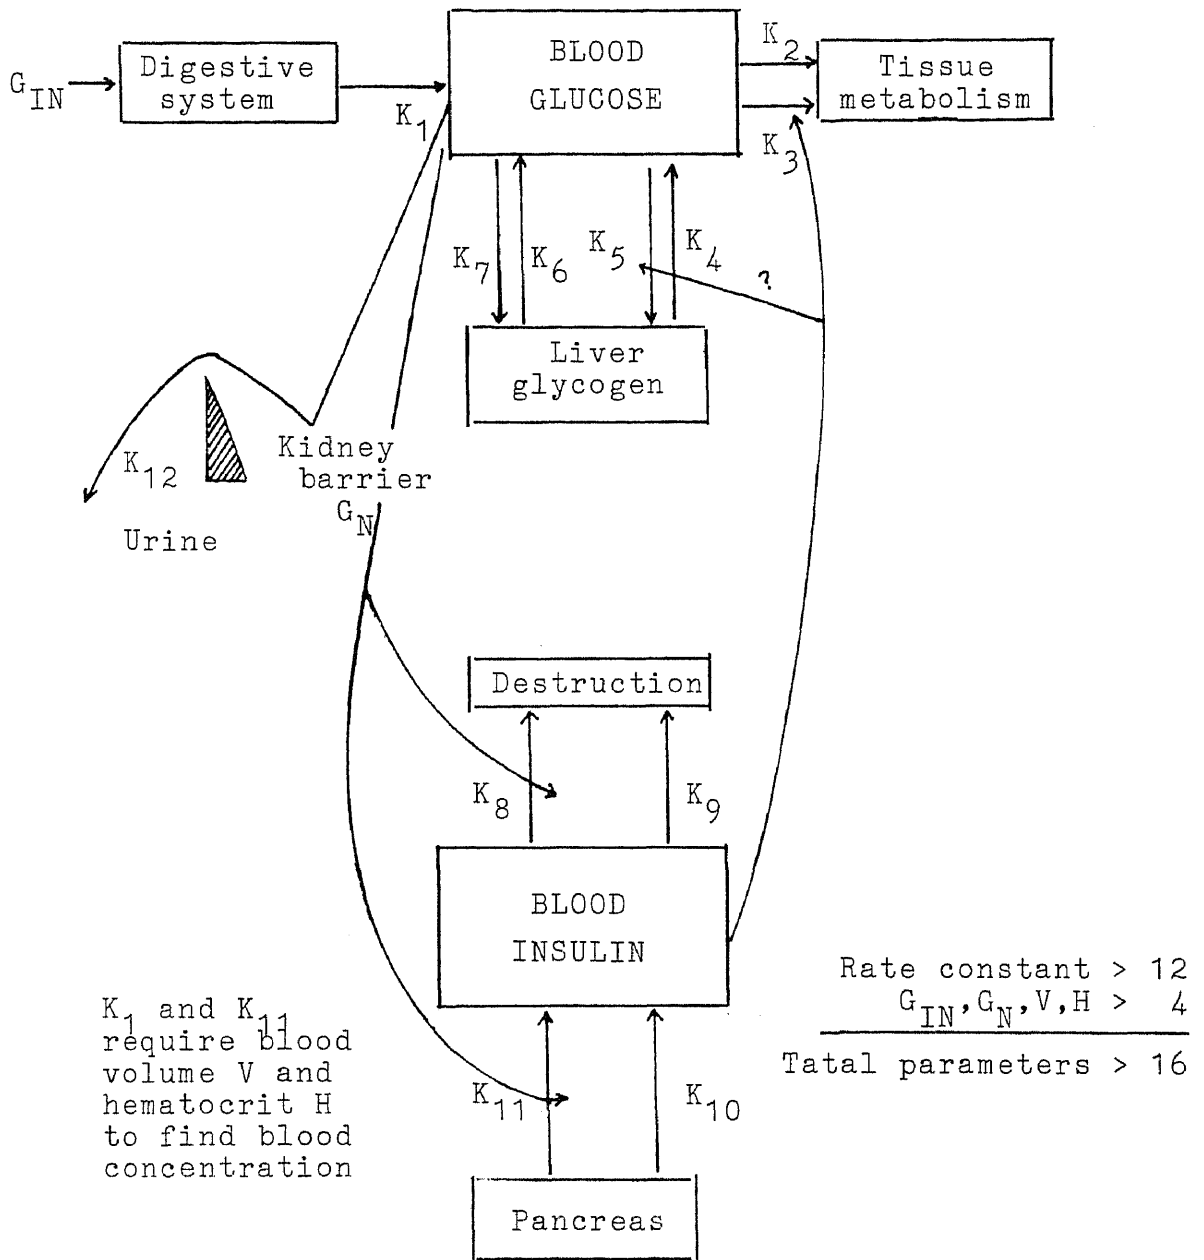 G_IN
Digestive
system
K_1
BLOOD
GLUCOSE
K_2
K_3
Tissue
metabolism
K_7
K_6
K_5
K_4
?
Liver
glycogen
K_12
Urine
Kidney
barrier
G_N
Destruction
K_8
K_9
BLOOD
INSULIN
K_11
K_10
Pancreas
K_1 and K_11
require blood
volume V and
hematocrit H
to find blood
concentration
Rate constant > 12
G_IN,G_N,V,H > 4
Tatal parameters > 16